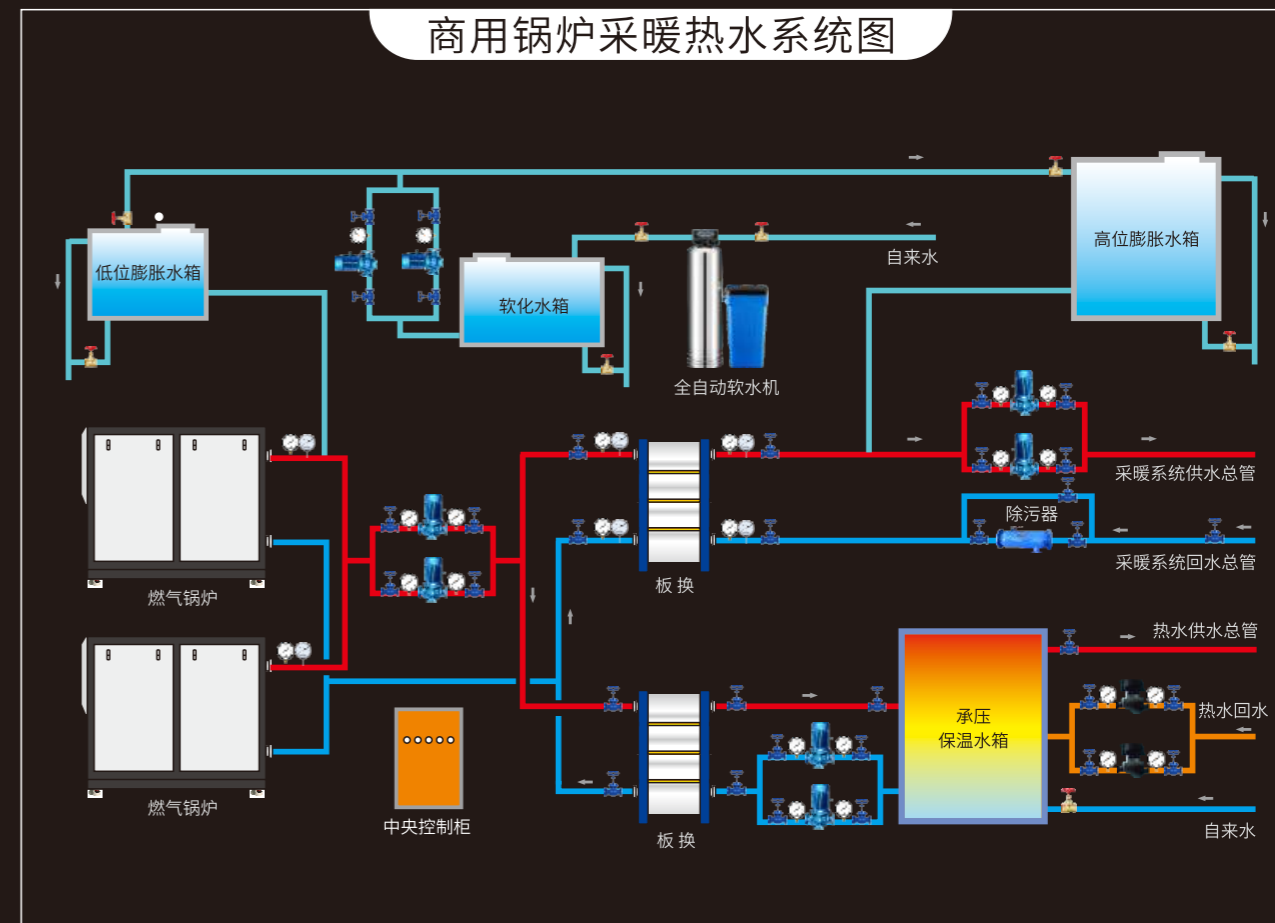 商用锅炉采暖热水系统图
高位膨胀水箱
自来水
低位膨胀水箱
软化水箱
全自动软水机
采暖系统供水总管
除污器
采暖系统回水总管
板 换
燃气锅炉
热水供水总管
热水回水
承压
保温水箱
燃气锅炉
中央控制柜
自来水
板 换